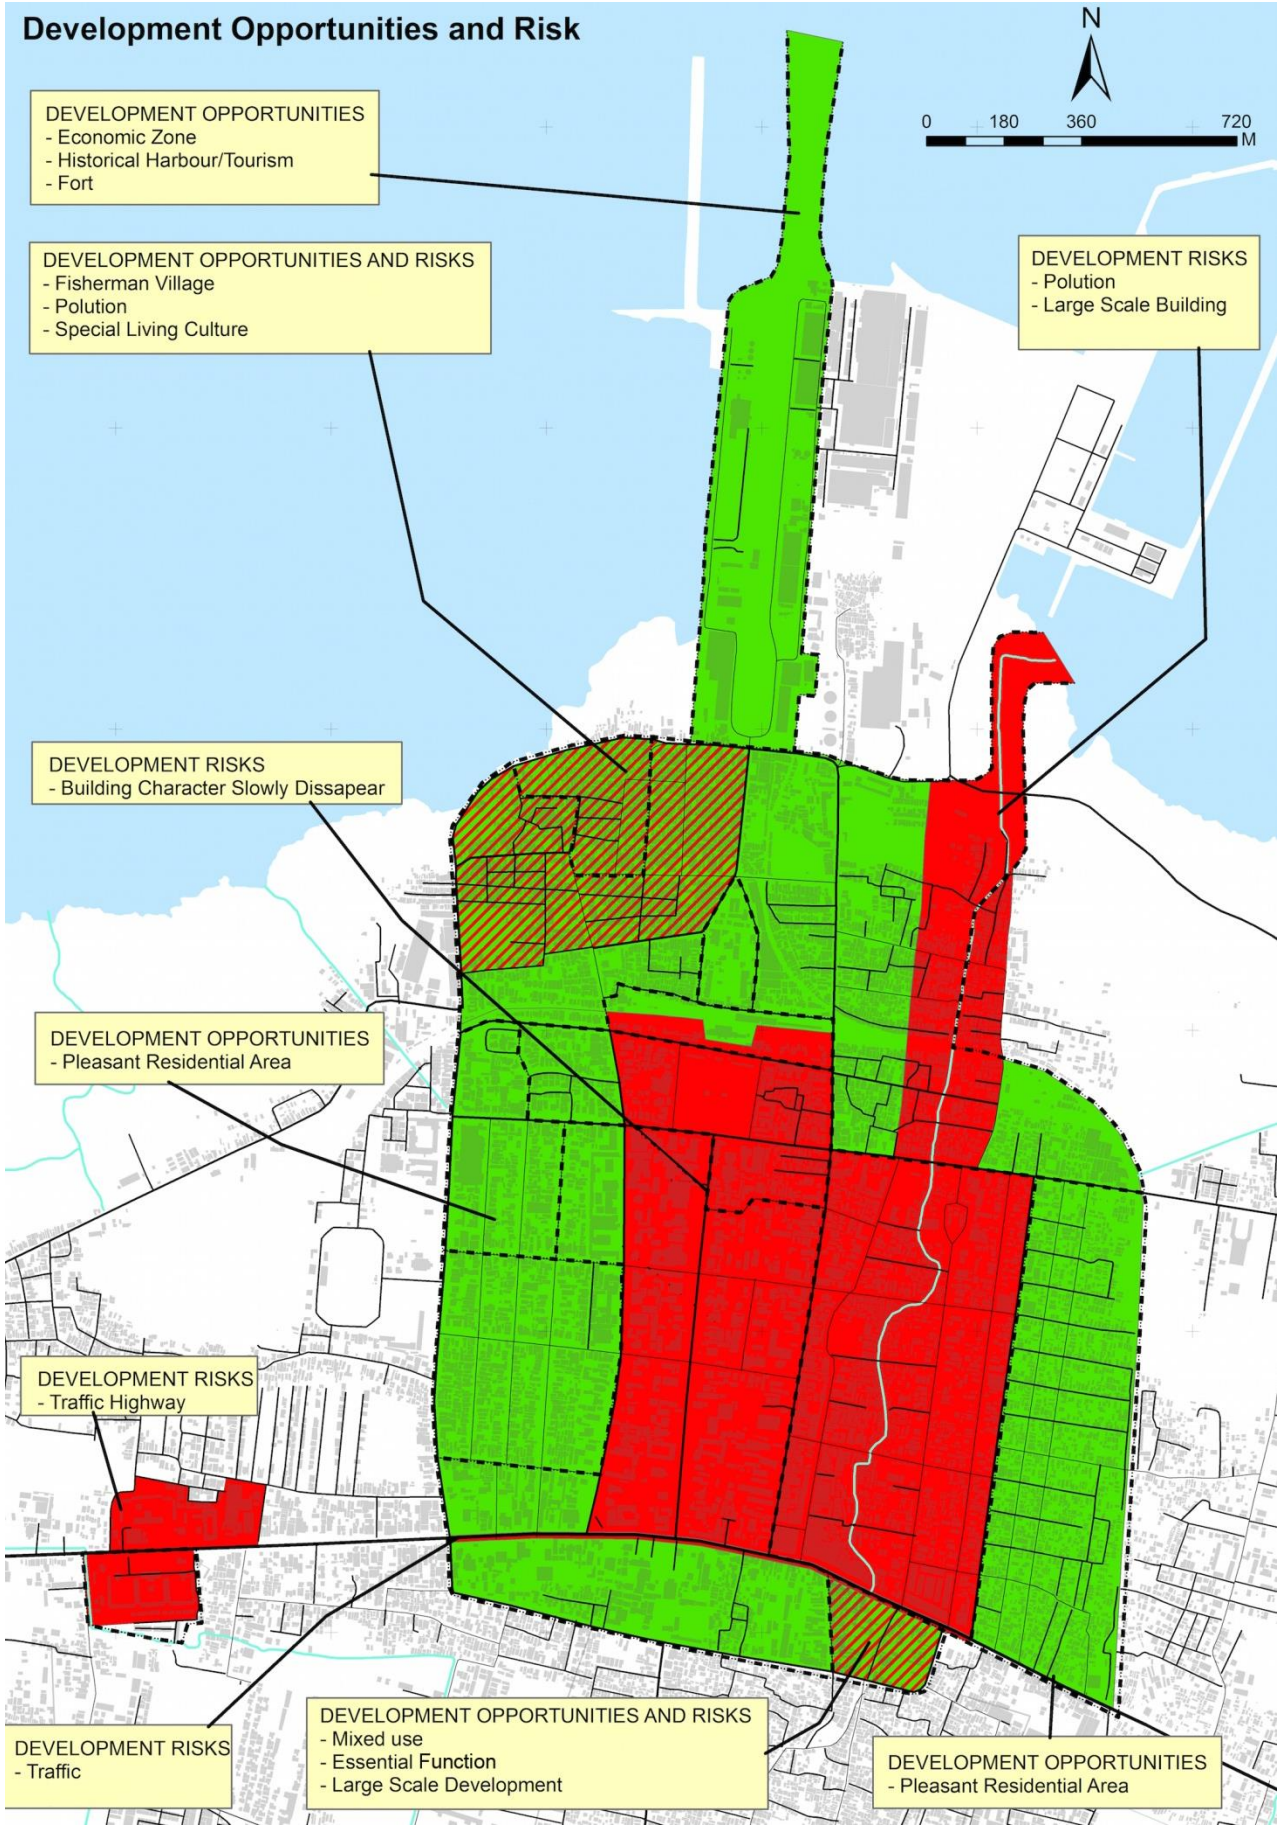 Development Opportunities and Risk
N
0 180 360 720
M
DEVELOPMENT OPPORTUNITIES
- Economic Zone
- Historical Harbour/Tourism
- Fort
DEVELOPMENT OPPORTUNITIES AND RISKS
- Fisherman Village
- Polution
- Special Living Culture
DEVELOPMENT RISKS
- Polution
- Large Scale Building
DEVELOPMENT RISKS
- Building Character Slowly Dissapear
DEVELOPMENT OPPORTUNITIES
- Pleasant Residential Area
DEVELOPMENT RISKS
- Traffic Highway
DEVELOPMENT RISKS
- Traffic
DEVELOPMENT OPPORTUNITIES AND RISKS
- Mixed use
- Essential Function
- Large Scale Development
DEVELOPMENT OPPORTUNITIES
- Pleasant Residential Area